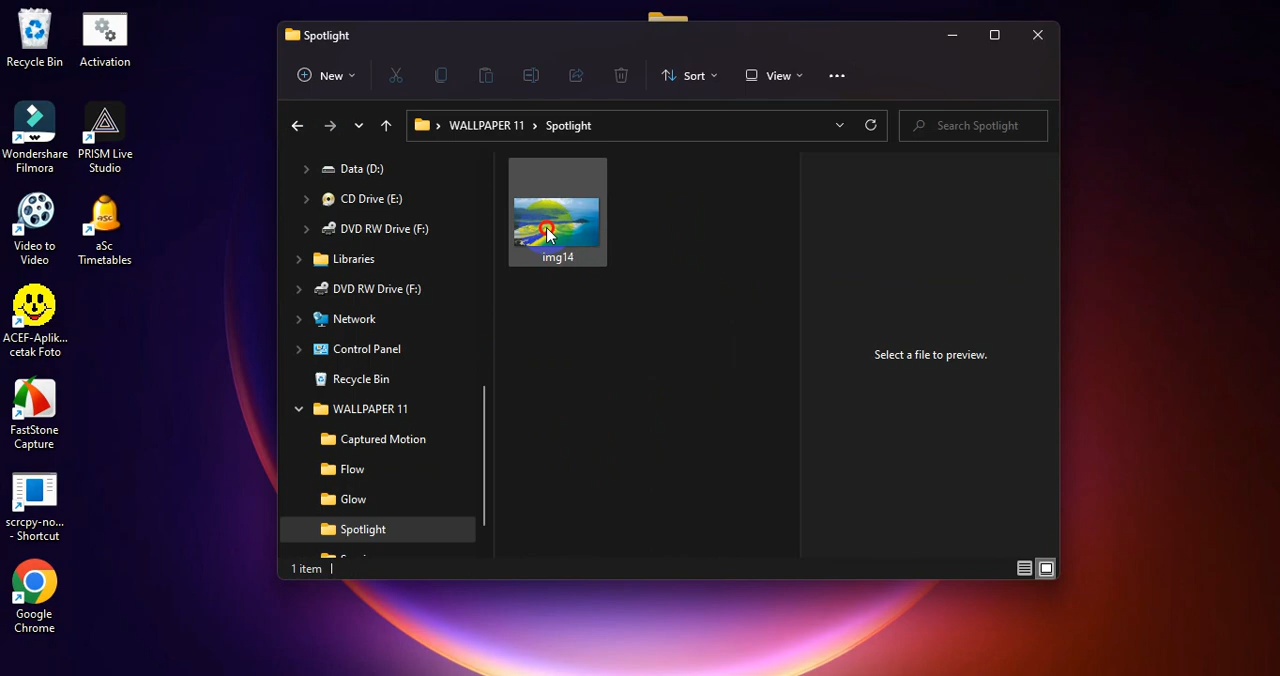 Recycle Bin
Activation
Wondershare
Filmora
PRISM Live
Studio
Video to
Video
aSc
Timetables
ACEF-Aplik...
cetak Foto
FastStone
Capture
scrcpy-no...
- Shortcut
Google
Chrome
Spotlight
New
Sort
View
WALLPAPER 11 › Spotlight
Search Spotlight
Data (D:)
CD Drive (E:)
DVD RW Drive (F:)
Libraries
DVD RW Drive (F:)
Network
Control Panel
Recycle Bin
WALLPAPER 11
Captured Motion
Flow
Glow
Spotlight
img14
Select a file to preview.
1 item